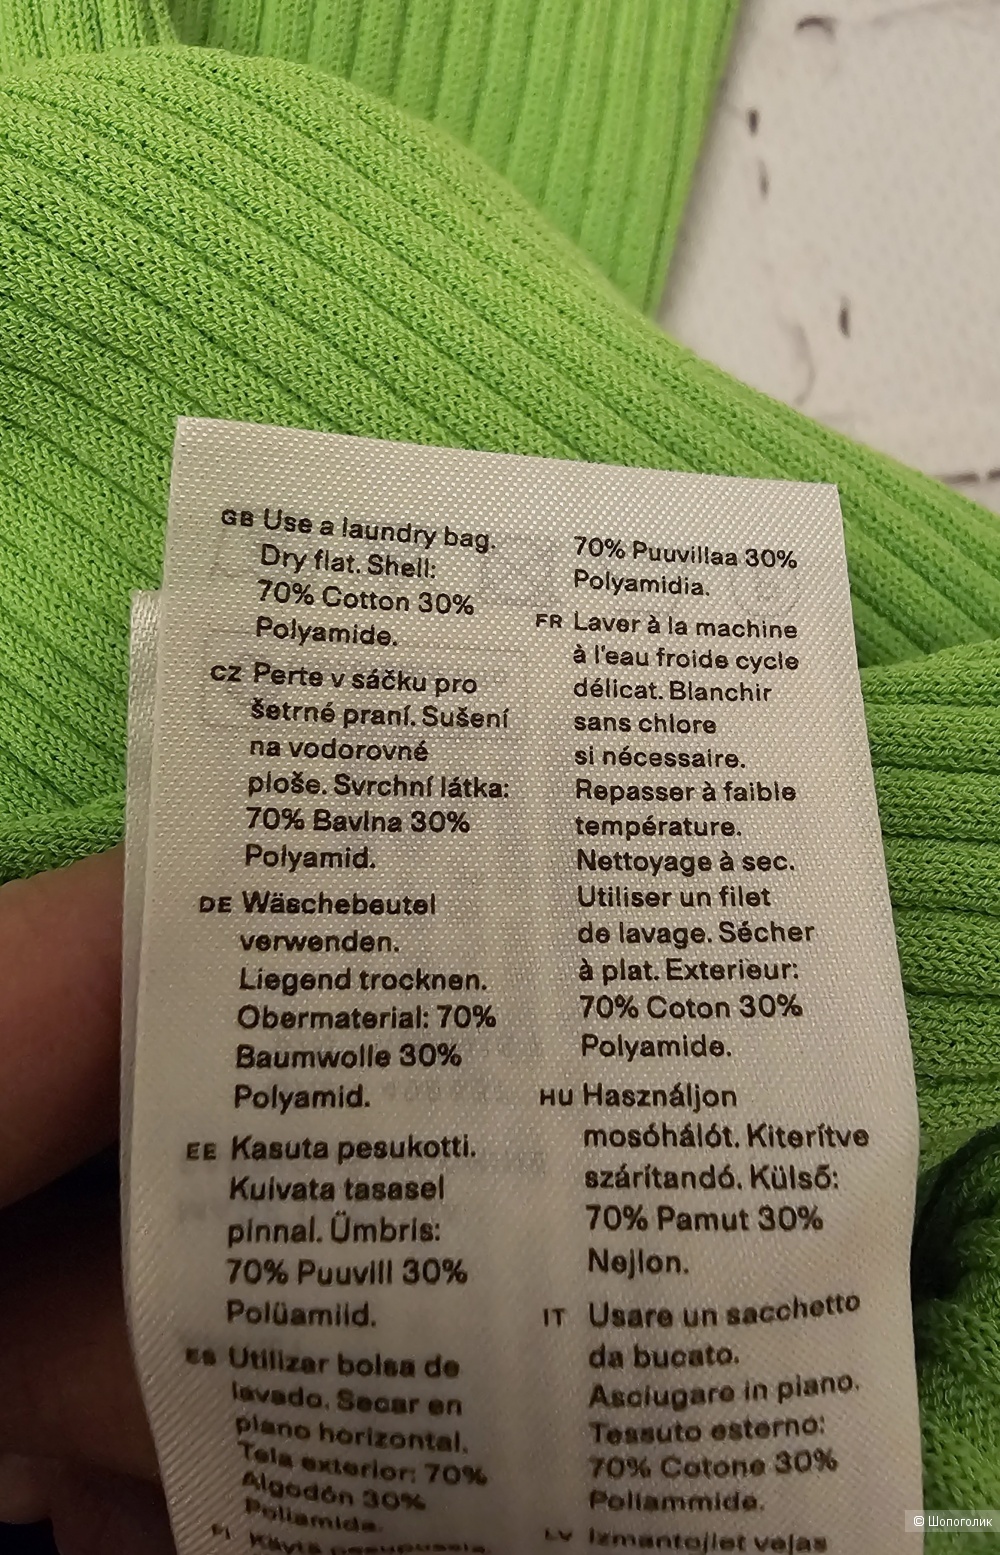 GB Use a laundry bag.
Dry flat. Shell:
70% Cotton 30%
Polyamide.
CZ Perte v sáčku pro
šetrné praní. Sušení
na vodorovné
ploše. Svrchní látka:
70% Bavlna 30%
Polyamid.
DE Wäschebeutel
verwenden.
Liegend trocknen.
Obermaterial: 70%
Baumwolle 30%
Polyamid.
EE Kasuta pesukotti.
Kuivata tasasel
pinnal. Ümbris:
70% Puuvill 30%
Polüamiid.
ES Utilizar bolsa de
lavado. Secar en
plano horizontal.
Tela exterior: 70%
Algodón 30%
Poliamida.
FI Käytä
70% Puuvillaa 30%
Polyamidia.
FR Laver à la machine
à l'eau froide cycle
délicat. Blanchir
sans chlore
si nécessaire.
Repasser à faible
température.
Nettoyage à sec.
Utiliser un filet
de lavage. Sécher
à plat. Exterieur:
70% Coton 30%
Polyamide.
HU Használjon
mosóhálót. Kiterítve
szárítandó. Külső:
70% Pamut 30%
Nejlon.
IT Usare un sacchetto
da bucato.
Asciugare in piano.
Tessuto esterno:
70% Cotone 30%
Poliammide.
LV Izmantojiet veļas
© Шопоголик